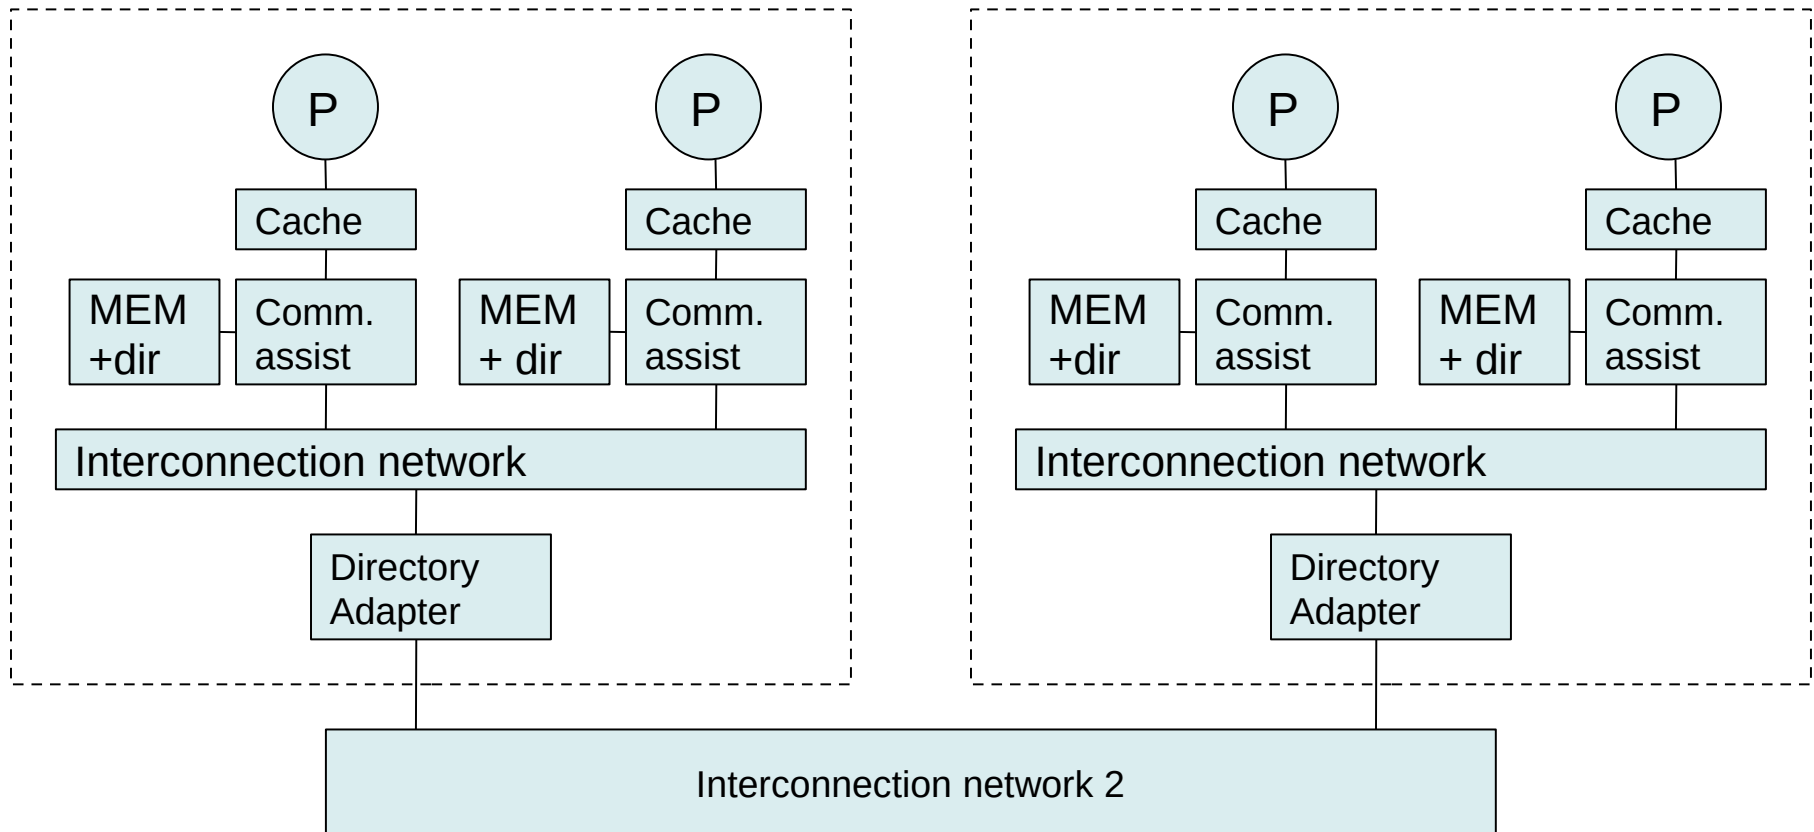 P
P
P
P
Cache
Cache
Cache
Cache
MEM
+dir
Comm.
assist
MEM
+ dir
Comm.
assist
MEM
+dir
Comm.
assist
MEM
+ dir
Comm.
assist
Interconnection network
Interconnection network
Directory
Adapter
Directory
Adapter
Interconnection network 2